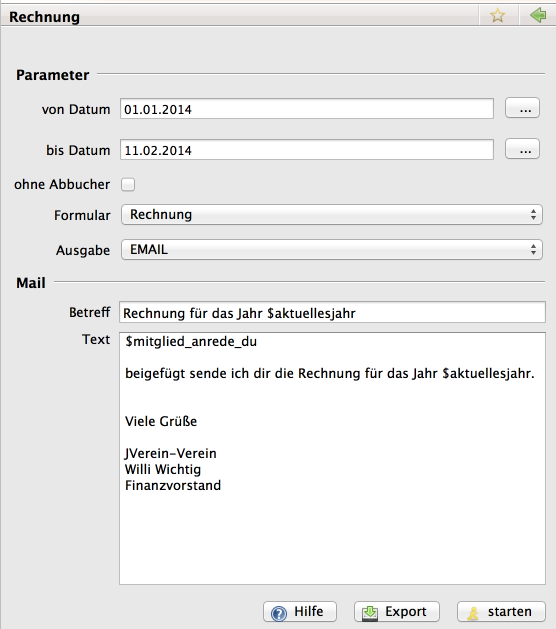 Rechnung
Parameter
von Datum 01.01.2014 ...
bis Datum 11.02.2014 ...
ohne Abbucher
Formular Rechnung
Ausgabe EMAIL
Mail
Betreff Rechnung für das Jahr $aktuellesjahr
Text $mitglied_anrede_du
beigefügt sende ich dir die Rechnung für das Jahr $aktuellesjahr.
Viele Grüße
JVerein-Verein
Willi Wichtig
Finanzvorstand
Hilfe Export starten